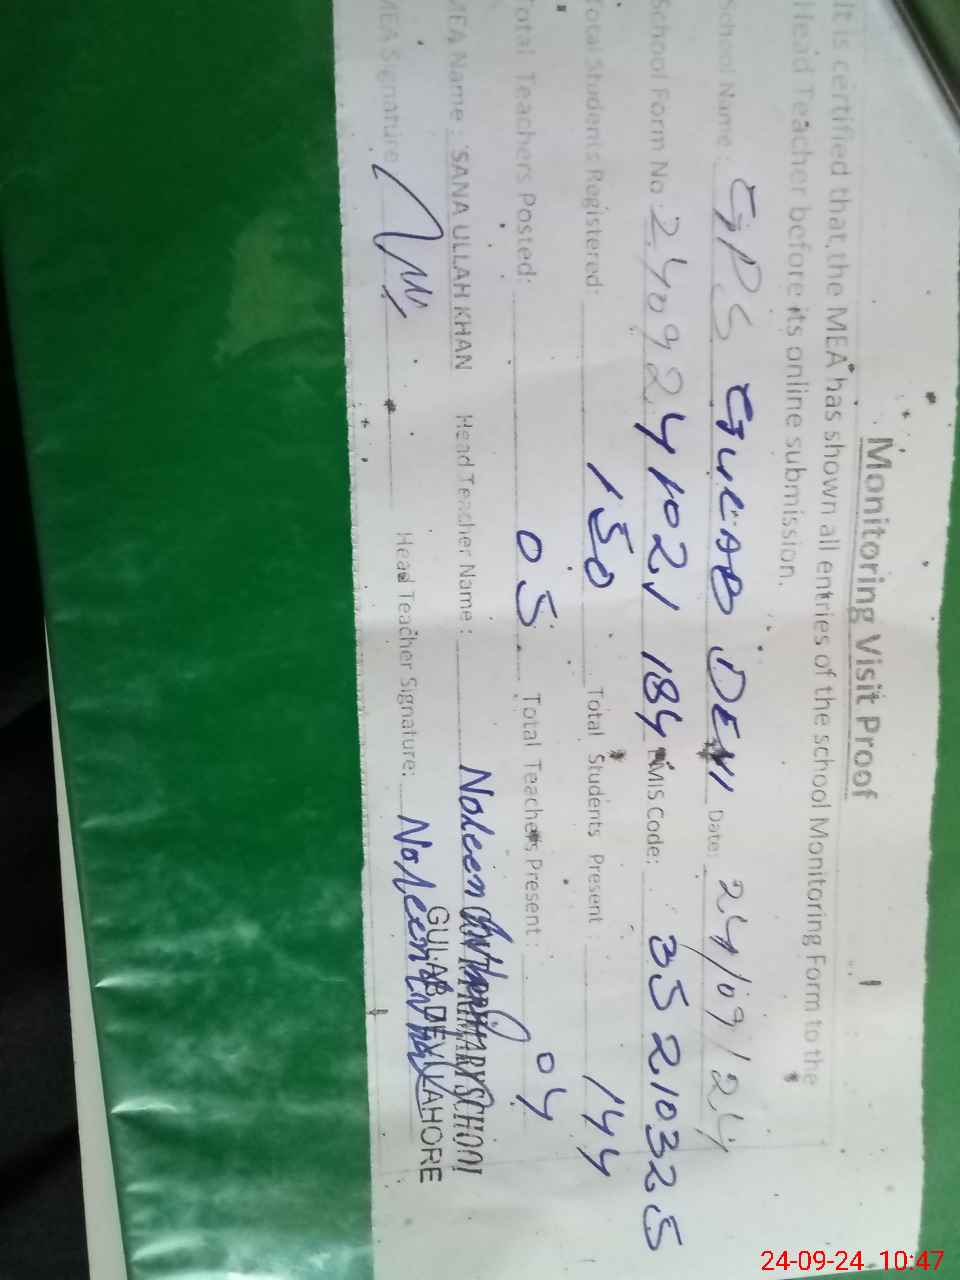 Monitoring Visit Proof
It is certified that, the MEA has shown all entries of the school Monitoring Form to the
Head Teacher before its online submission.
School Name: GPS GULAB DEVI Date: 24/09/24
School Form No: 2409241021184 EMIS Code: 35210325
Total Students Registered: 150 Total Students Present: 144
Total Teachers Posted: 05 Total Teachers Present: 04
MEA Name: SANA ULLAH KHAN Head Teacher Name: Noleen
MEA Signature Head Teacher Signature: Noleen
PRIMARY SCHOOL
GULAB DEVI LAHORE
24-09-24 10:47